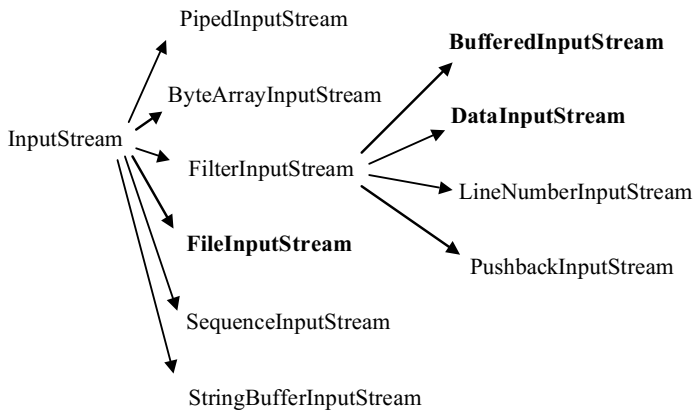 PipedInputStream
BufferedInputStream
ByteArrayInputStream
DataInputStream
InputStream
FilterInputStream
LineNumberInputStream
FileInputStream
PushbackInputStream
SequenceInputStream
StringBufferInputStream